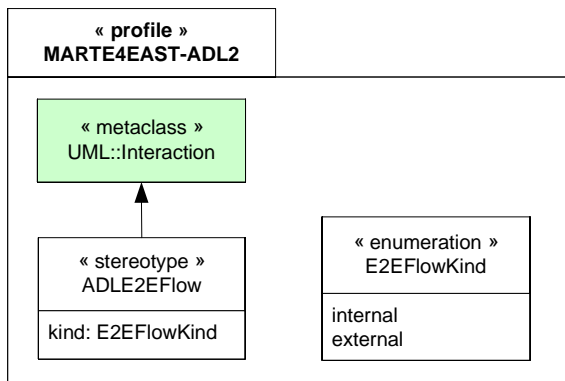 « profile »
MARTE4EAST-ADL2
« metaclass »
UML::Interaction
« stereotype »
ADLE2EFlow
kind: E2EFlowKind
« enumeration »
E2EFlowKind
internal
external